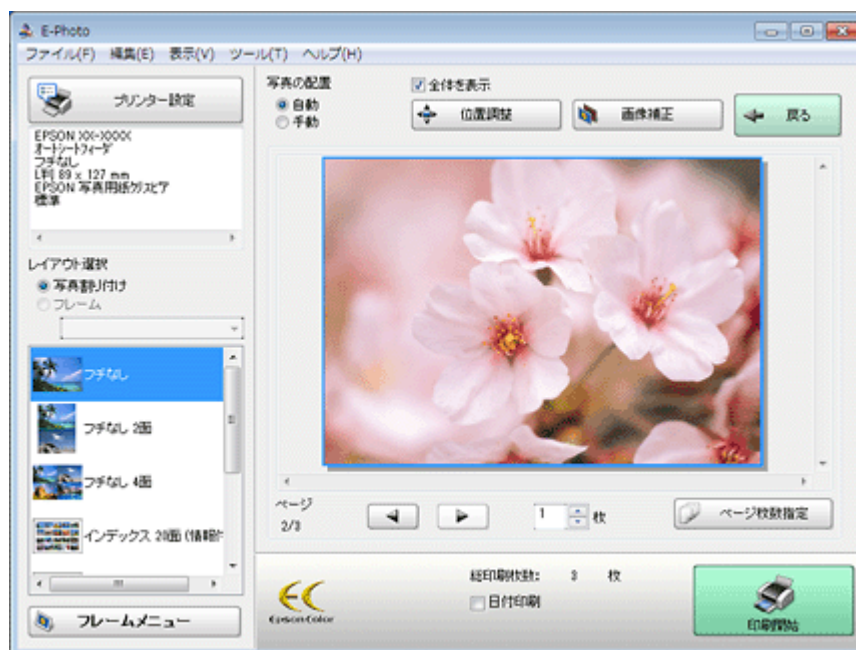 E-Photo
ファイル(F) 編集(E) 表示(V) ツール(T) ヘルプ(H)
プリンター設定
EPSON XX-XXXX
オートシートフィーダ
フチなし
L判 89 x 127 mm
EPSON 写真用紙クリスピア
標準
レイアウト選択
写真割り付け
フレーム
フチなし
フチなし 2面
フチなし 4面
インデックス 20面 (情報付
フレームメニュー
写真の配置
自動
手動
全体を表示
位置調整
画像補正
戻る
ページ
2/3
1 枚
ページ枚数指定
EC
Epson Color
総印刷枚数: 3 枚
日付印刷
印刷開始